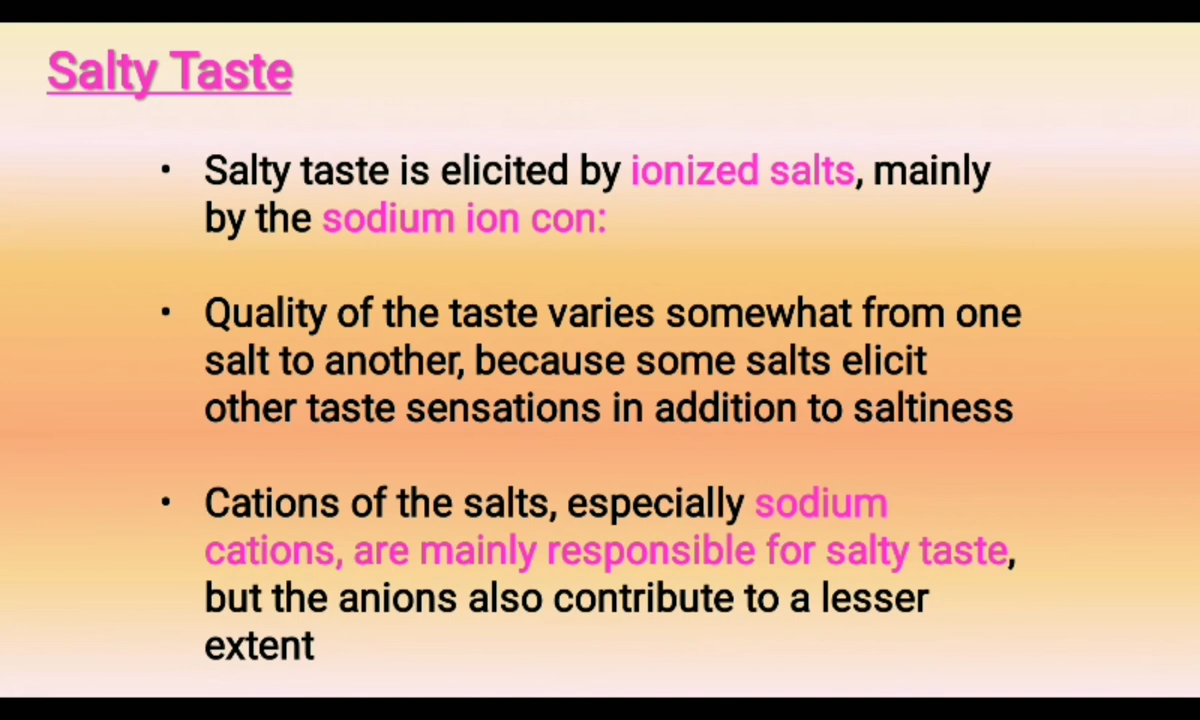 Salty Taste
• Salty taste is elicited by ionized salts, mainly
by the sodium ion con:
• Quality of the taste varies somewhat from one
salt to another, because some salts elicit
other taste sensations in addition to saltiness
• Cations of the salts, especially sodium
cations, are mainly responsible for salty taste,
but the anions also contribute to a lesser
extent